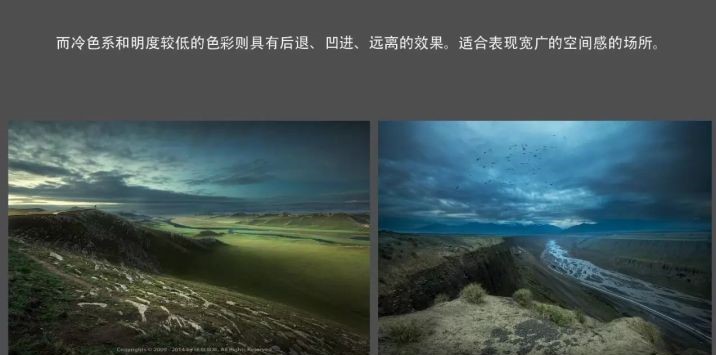 而冷色系和明度较低的色彩则具有后退、凹进、远离的效果。适合表现宽广的空间感的场所。
Copyrights © 2009 - 2014 by
All Rights Reserved